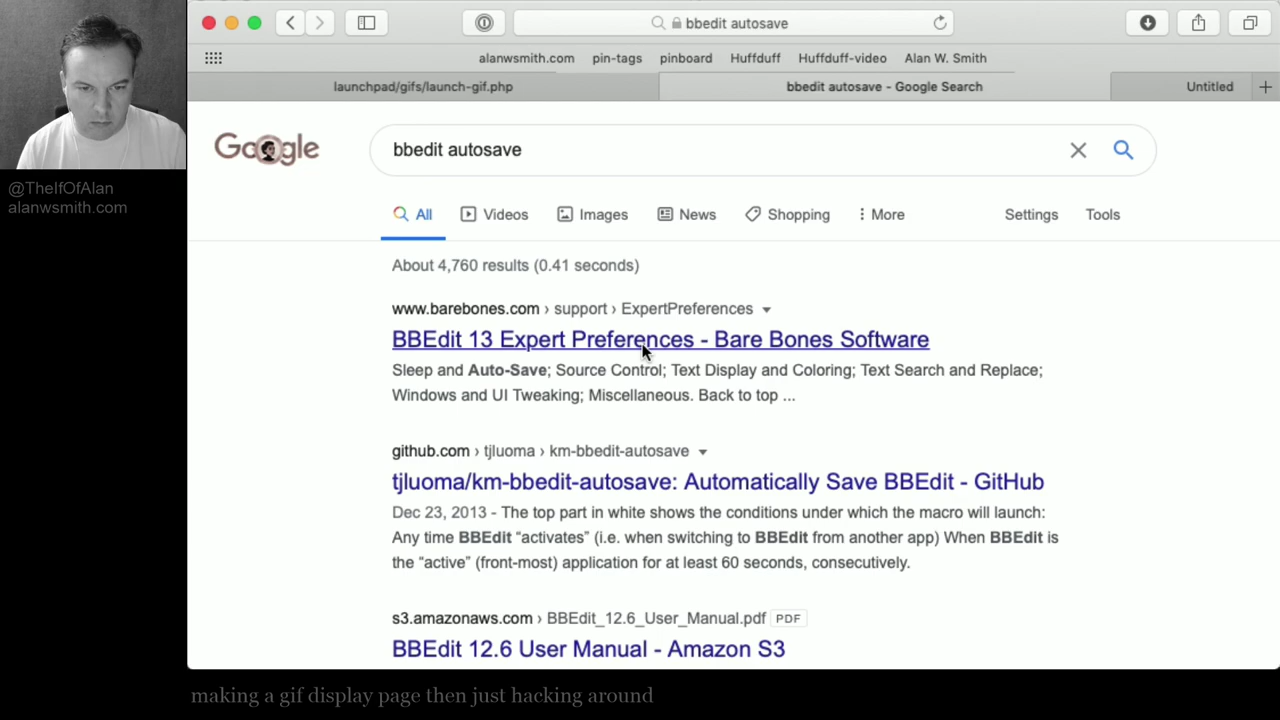 bbedit autosave
alanwsmith.com pin-tags pinboard Huffduff Huffduff-video Alan W. Smith
launchpad/gifs/launch-gif.php bbedit autosave - Google Search Untitled
Google bbedit autosave
@TheIfOfAlan
alanwsmith.com
All Videos Images News Shopping More Settings Tools
About 4,760 results (0.41 seconds)
www.barebones.com › support › ExpertPreferences
BBEdit 13 Expert Preferences - Bare Bones Software
Sleep and Auto-Save; Source Control; Text Display and Coloring; Text Search and Replace;
Windows and UI Tweaking; Miscellaneous. Back to top ...
github.com › tjluoma › km-bbedit-autosave
tjluoma/km-bbedit-autosave: Automatically Save BBEdit - GitHub
Dec 23, 2013 - The top part in white shows the conditions under which the macro will launch:
Any time BBEdit “activates” (i.e. when switching to BBEdit from another app) When BBEdit is
the “active” (front-most) application for at least 60 seconds, consecutively.
s3.amazonaws.com › BBEdit_12.6_User_Manual.pdf PDF
BBEdit 12.6 User Manual - Amazon S3
making a gif display page then just hacking around